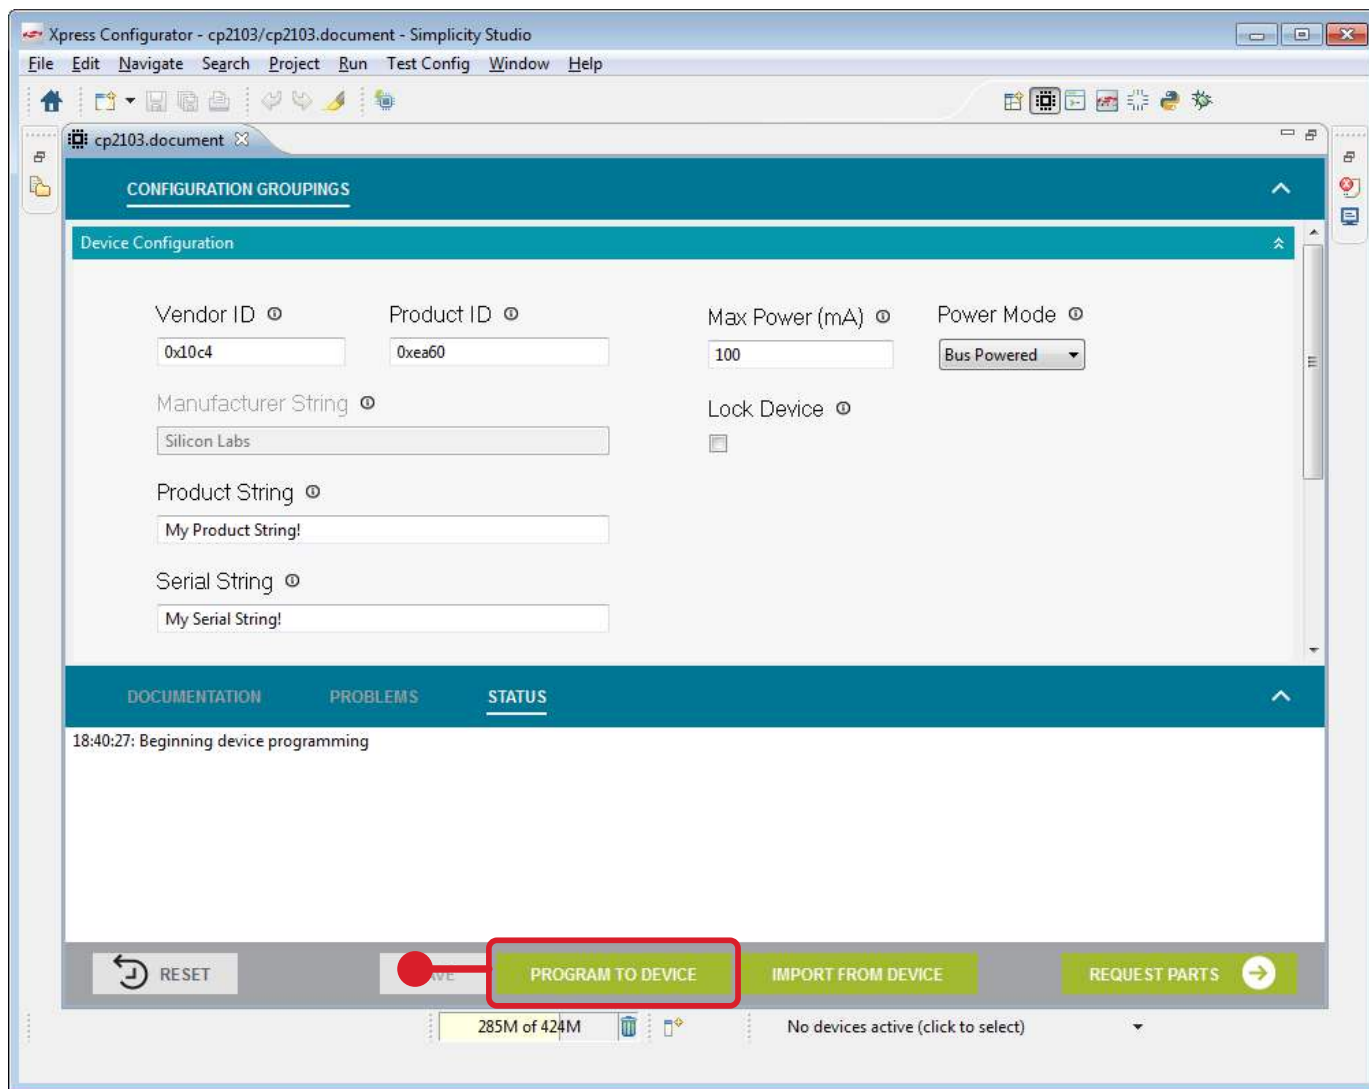 Xpress Configurator - cp2103/cp2103.document - Simplicity Studio
File Edit Navigate Search Project Run Test Config Window Help
cp2103.document
CONFIGURATION GROUPINGS
Device Configuration
Vendor ID Product ID Max Power (mA) Power Mode
0x10c4 0xea60 100 Bus Powered
Manufacturer String Lock Device
Silicon Labs
Product String
My Product String!
Serial String
My Serial String!
DOCUMENTATION PROBLEMS STATUS
18:40:27: Beginning device programming
RESET PROGRAM TO DEVICE IMPORT FROM DEVICE REQUEST PARTS
285M of 424M No devices active (click to select)